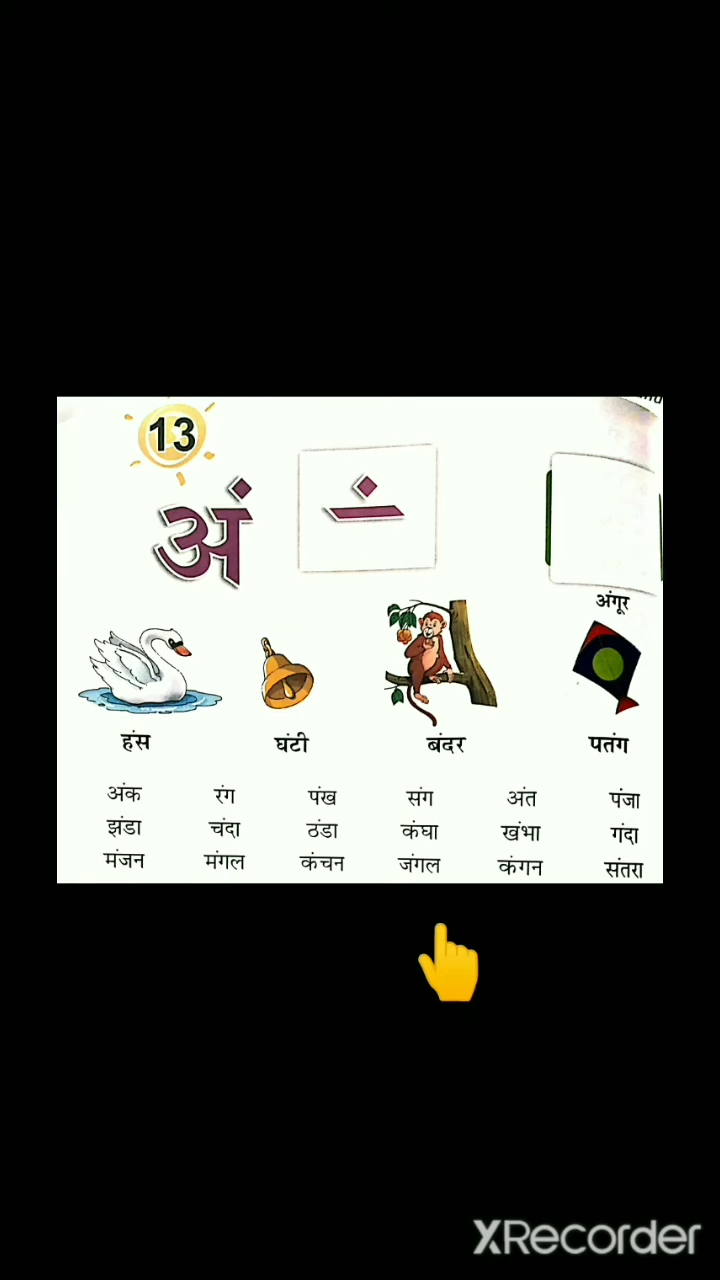 13
अं ं
अंगूर
हंस घंटी बंदर पतंग
अंक रंग पंख संग अंत पंजा
झंडा चंदा ठंडा कंघा खंभा गंदा
मंजन मंगल कंचन जंगल कंगन संतरा
XRecorder